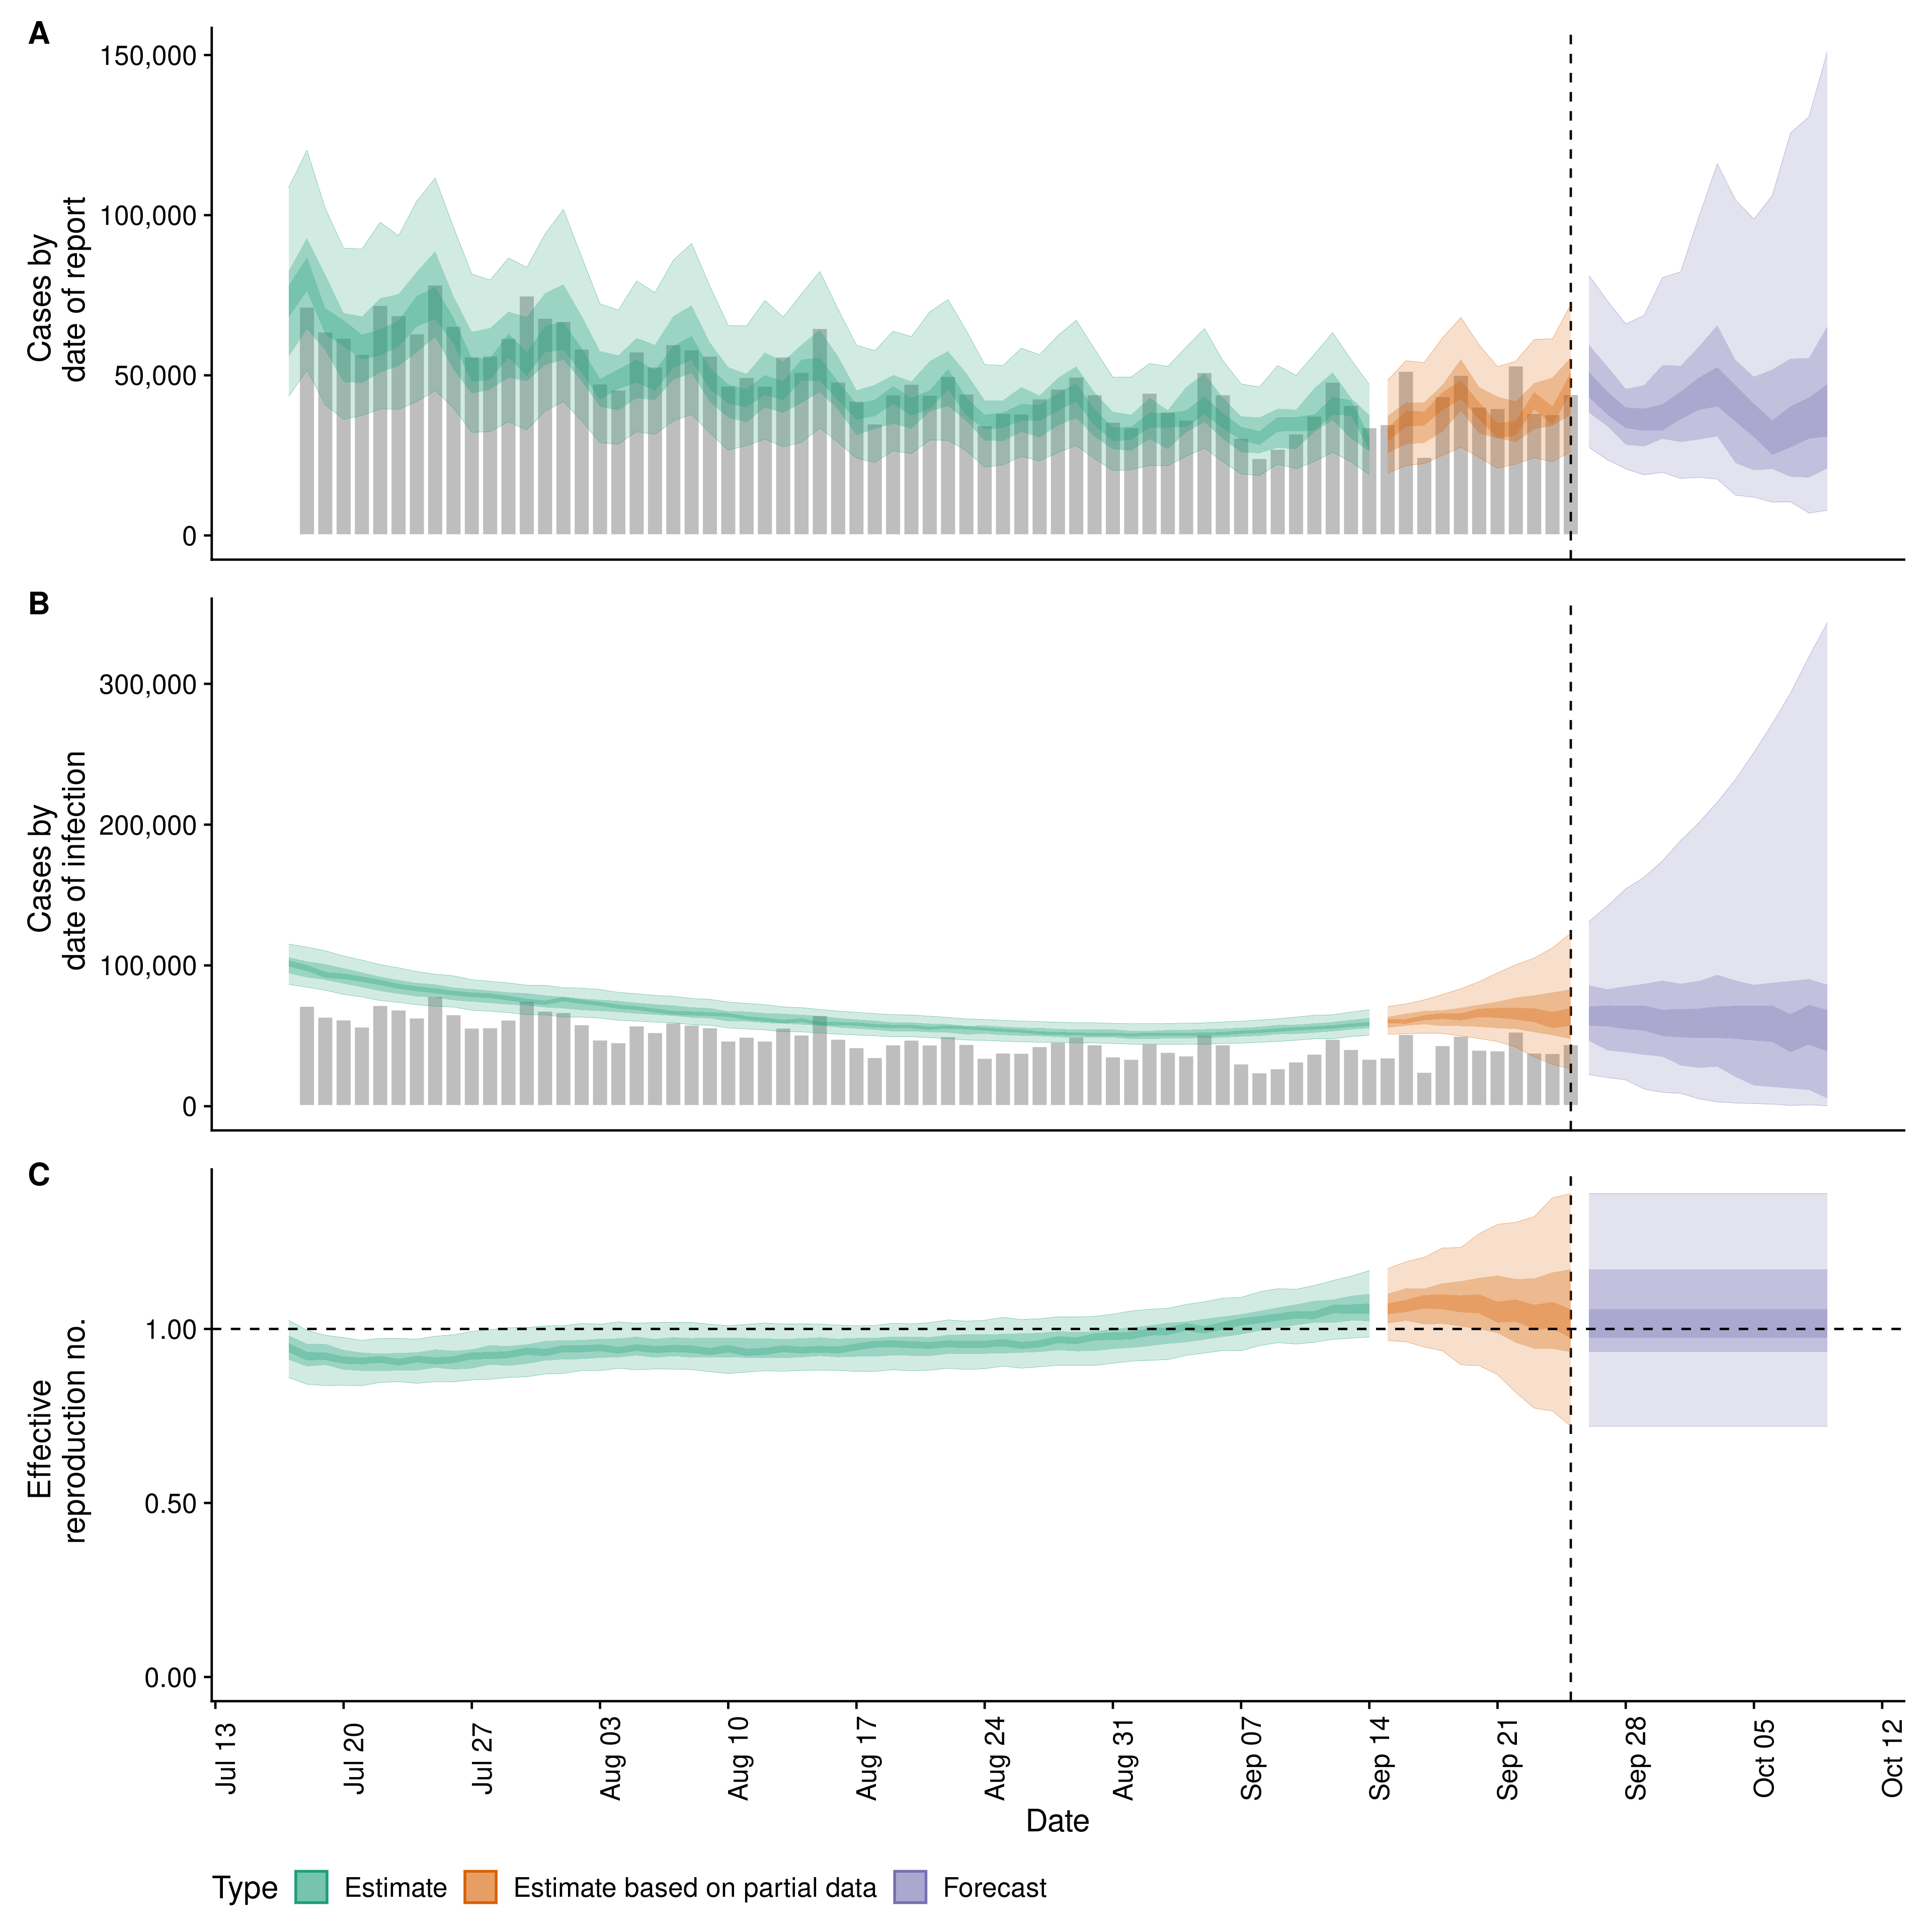 A
150,000
100,000
50,000
0
Cases by
date of report
B
300,000
200,000
100,000
0
Cases by
date of infection
C
1.00
0.50
0.00
Effective
reproduction no.
Jul 13
Jul 20
Jul 27
Aug 03
Aug 10
Aug 17
Aug 24
Aug 31
Sep 07
Sep 14
Sep 21
Sep 28
Oct 05
Oct 12
Date
Type Estimate Estimate based on partial data Forecast